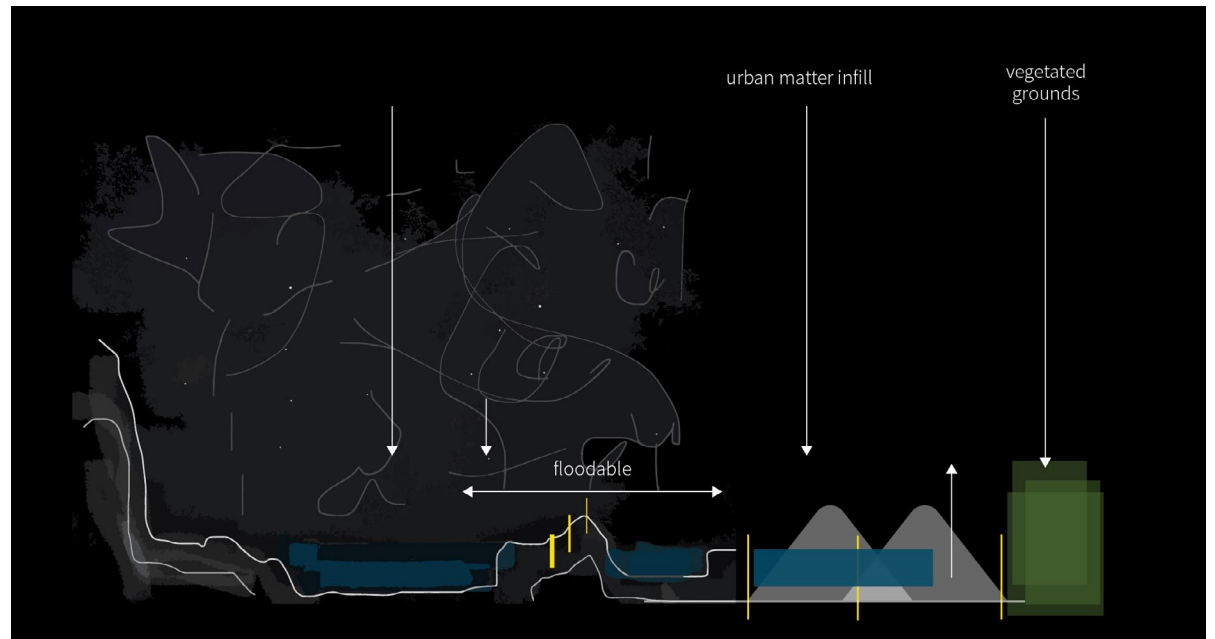 urban matter infill
vegetated
grounds
floodable